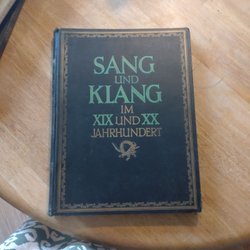 SANG
UND
KLANG
IM
XIX UND XX
JAHRHUNDERT